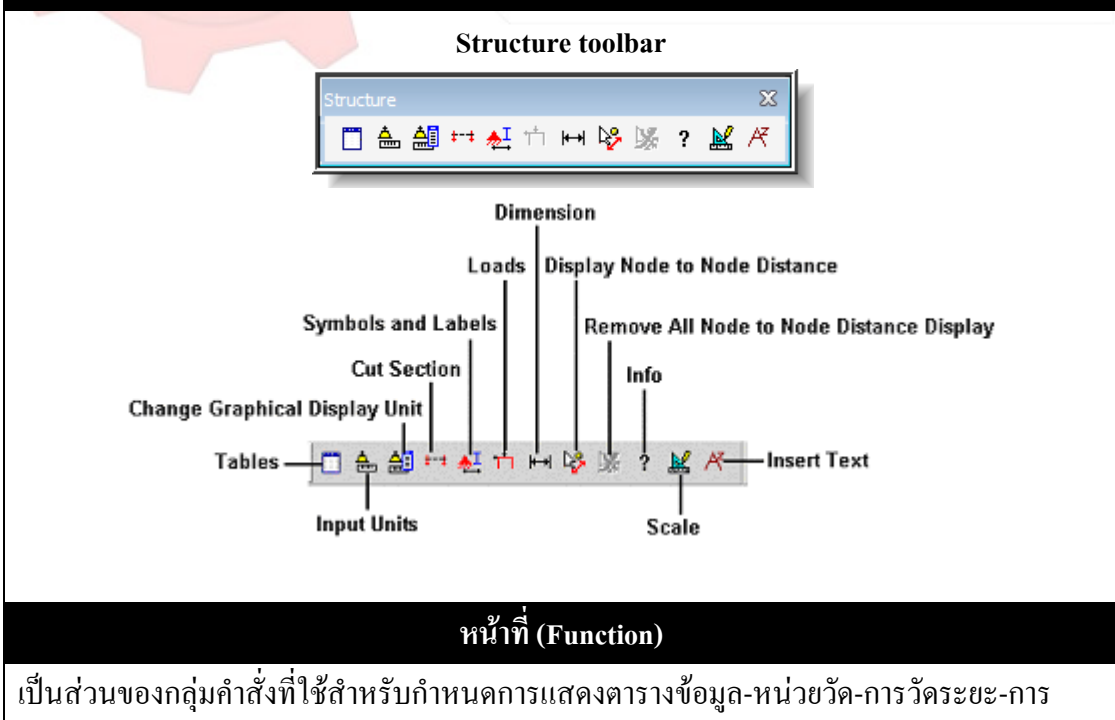 Structure toolbar
Structure
Dimension
Loads Display Node to Node Distance
Symbols and Labels
Remove All Node to Node Distance Display
Cut Section
Info
Change Graphical Display Unit
Tables
Insert Text
Input Units
Scale
หน้าที่ (Function)
เป็นส่วนของกลุ่มคำสั่งที่ใช้สำหรับกำหนดการแสดงตารางข้อมูล-หน่วยวัด-การวัดระยะ-การ